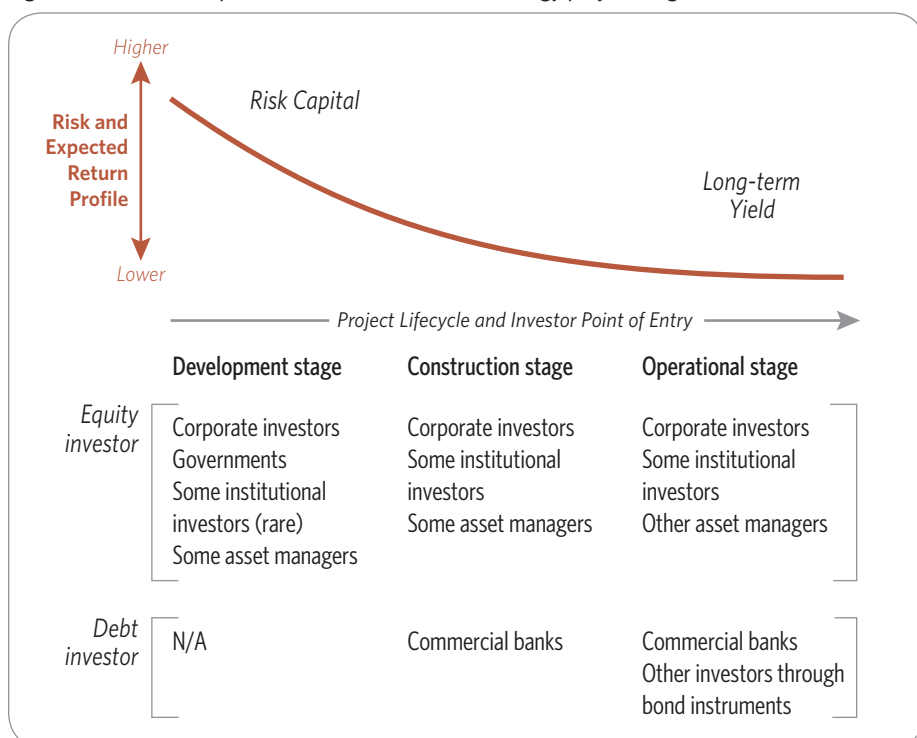 Higher
Risk Capital
Risk and
Expected
Return
Profile
Long-term
Yield
Lower
Project Lifecycle and Investor Point of Entry
Development stage Construction stage Operational stage
Equity
investor
Corporate investors Corporate investors Corporate investors
Governments Some institutional Some institutional
Some institutional investors investors
investors (rare) Some asset managers Other asset managers
Some asset managers
Debt
investor
N/A Commercial banks Commercial banks
Other investors through
bond instruments